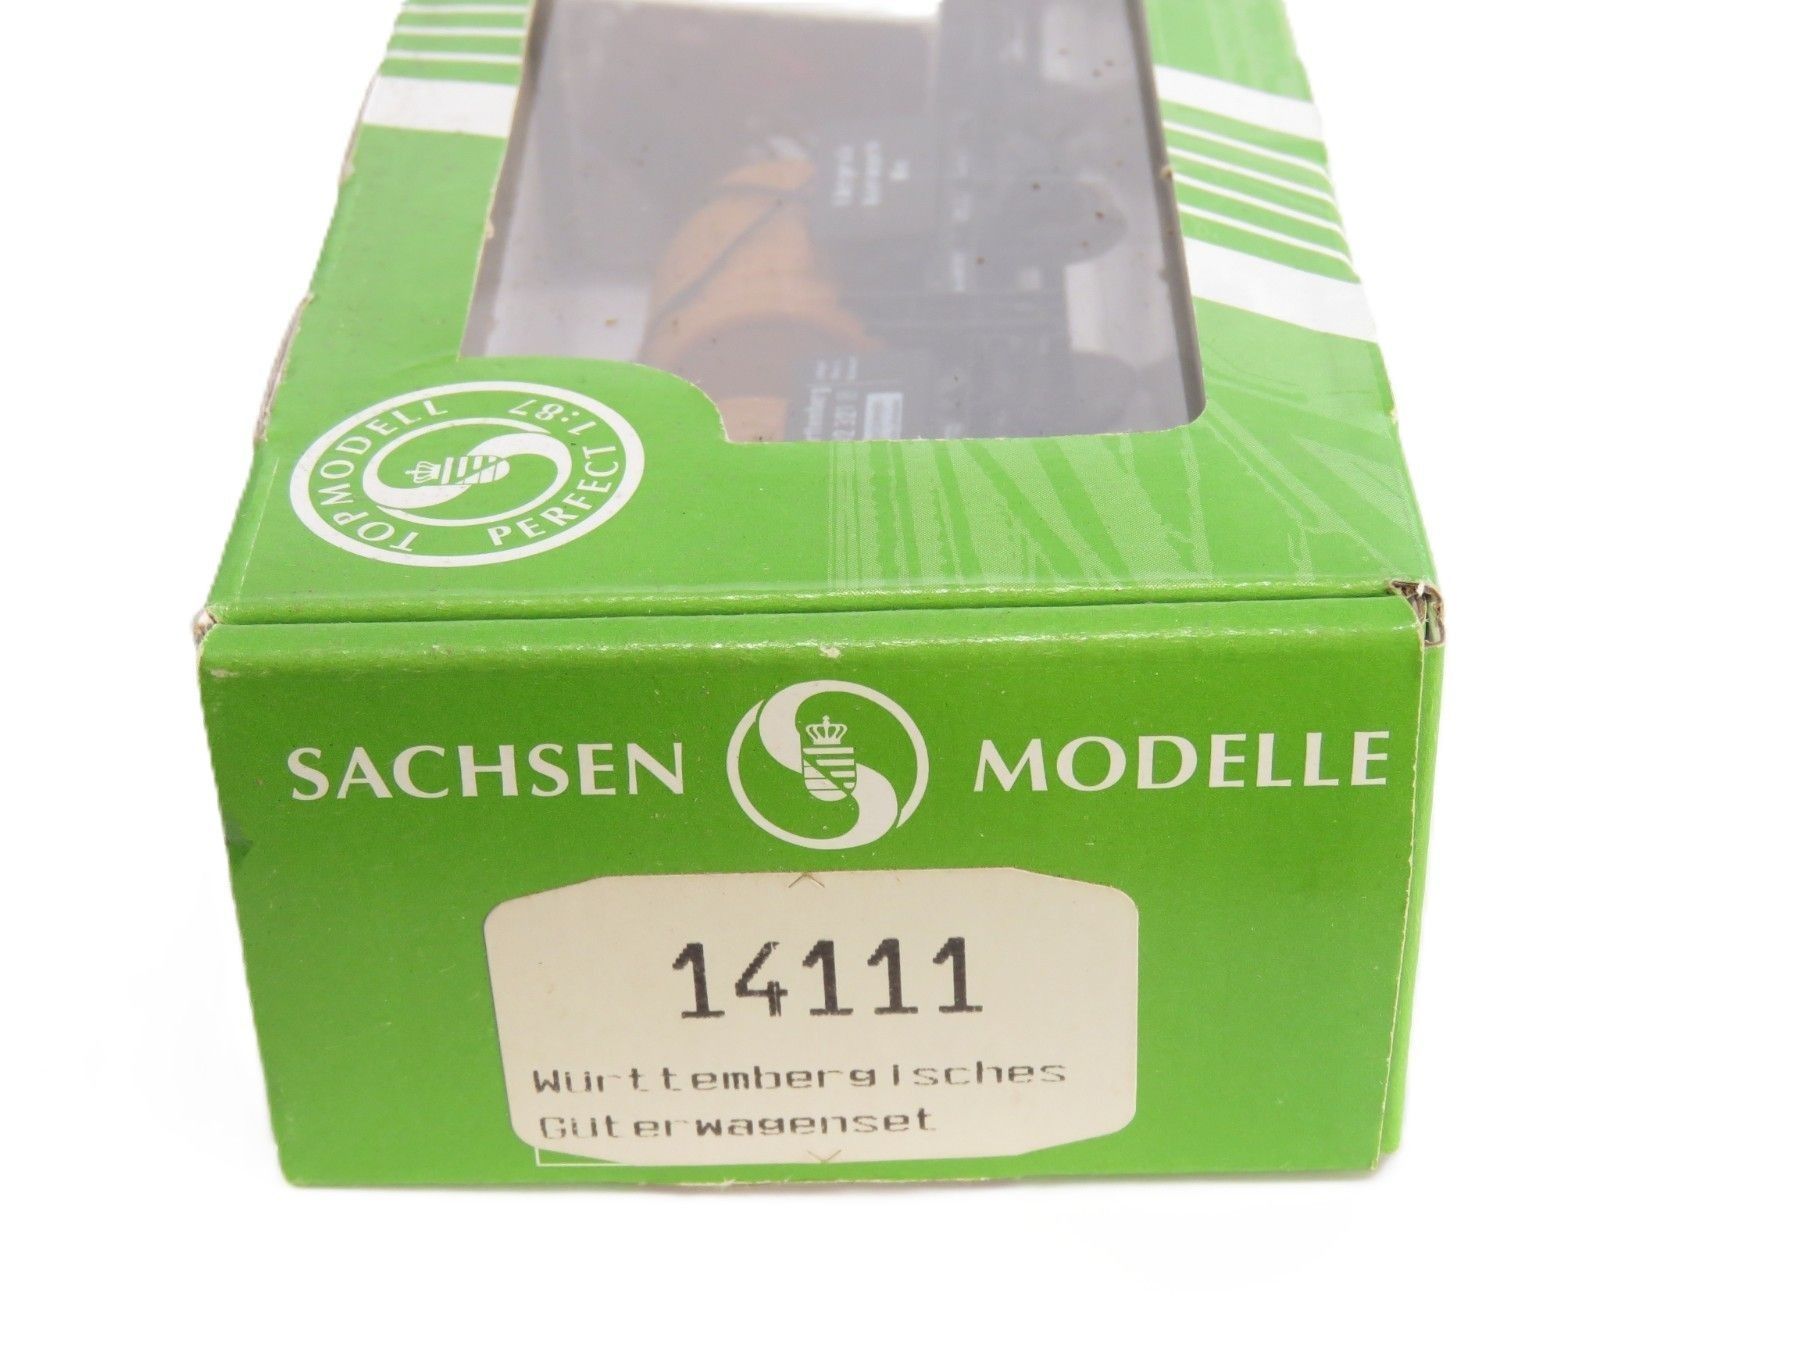 TOPMODELL PERFECT 1:87
SACHSEN MODELLE
14111
Württembergisches
Güterwagenset